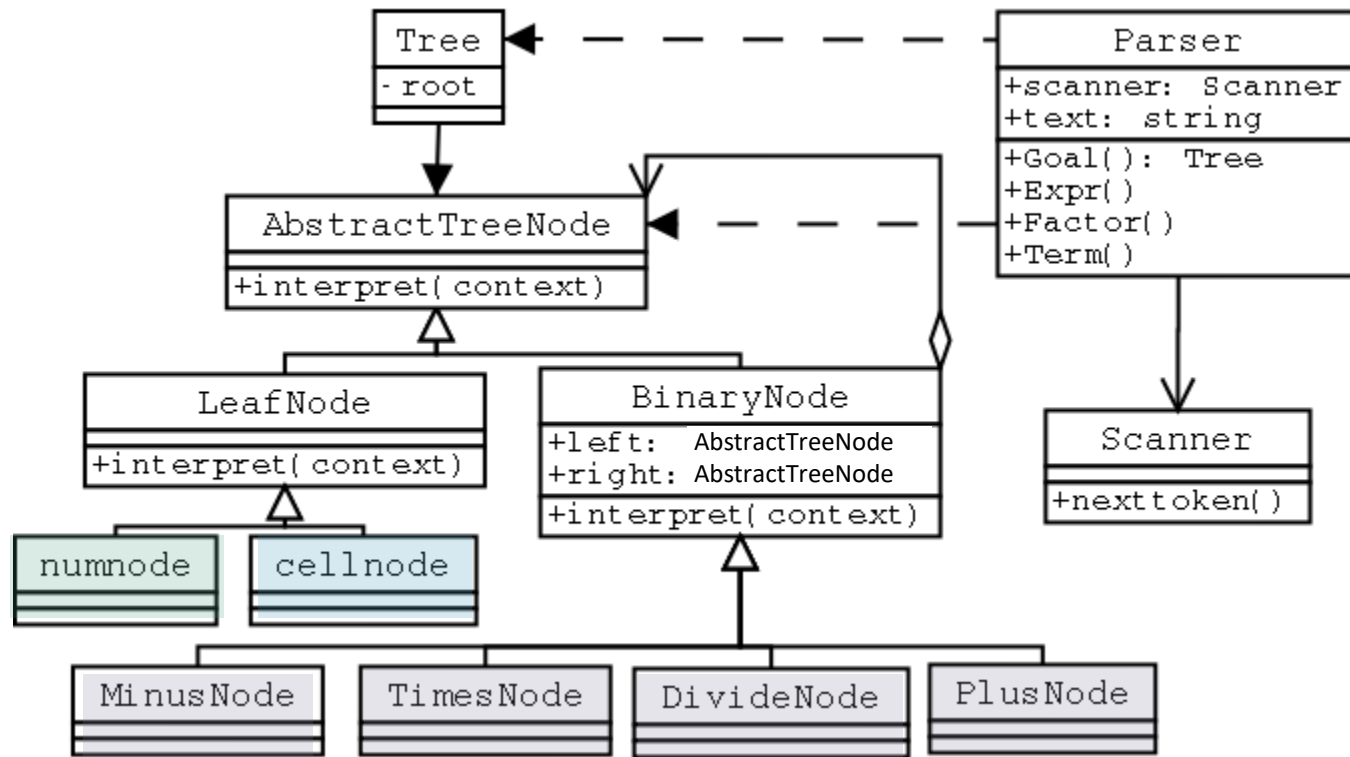 Tree
- root
Parser
+scanner: Scanner
+text: string
+Goal(): Tree
+Expr()
+Factor()
+Term()
AbstractTreeNode
+interpret(context)
LeafNode
+interpret(context)
BinaryNode
+left: AbstractTreeNode
+right: AbstractTreeNode
+interpret(context)
Scanner
+nexttoken()
numnode
cellnode
MinusNode
TimesNode
DivideNode
PlusNode